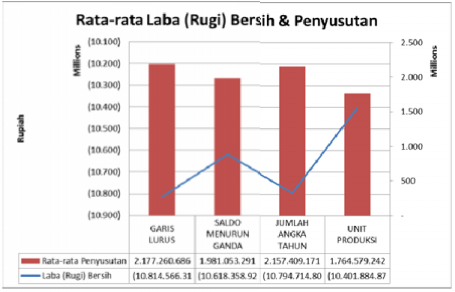 Rata-rata Laba (Rugi) Bersih & Penyusutan
Millions
Millions
Rupiah
(10.100)
(10.200)
(10.300)
(10.400)
(10.500)
(10.600)
(10.700)
(10.800)
(10.900)
2.500
2.000
1.500
1.000
500
-
GARIS LURUS
SALDO MENURUN GANDA
JUMLAH ANGKA TAHUN
UNIT PRODUKSI
Rata-rata Penyusutan 2.177.260.686 1.981.053.291 2.157.409.171 1.764.579.242
Laba (Rugi) Bersih (10.814.566.31 (10.618.358.92 (10.794.714.80 (10.401.884.87